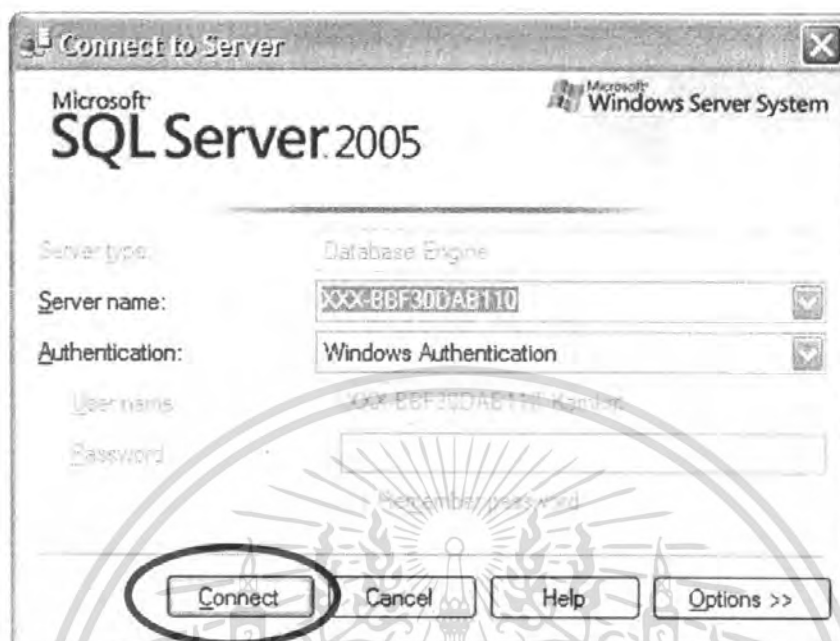 Connect to Server
Microsoft
SQL Server 2005
Microsoft
Windows Server System
Server type: Database Engine
Server name: XXX-BBF30DAB110
Authentication: Windows Authentication
User name
Password
Remember password
Connect Cancel Help Options >>